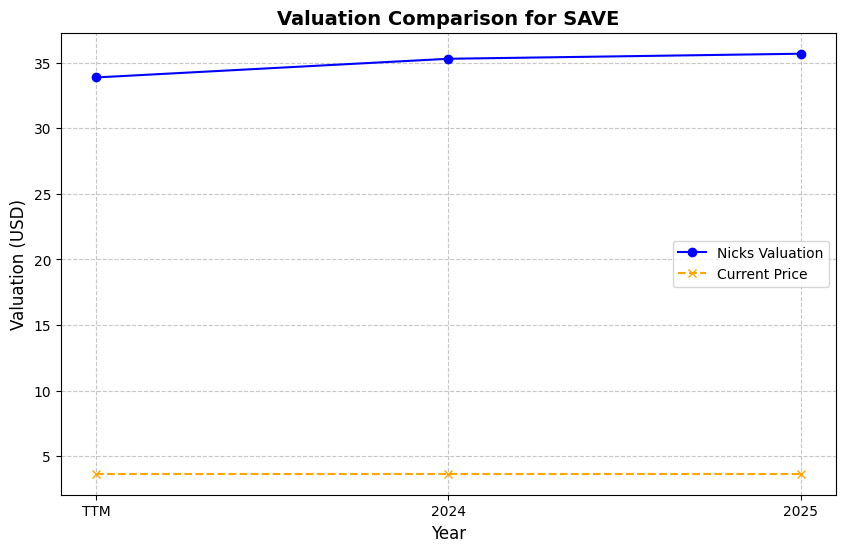 Valuation Comparison for SAVE
Valuation (USD)
35
30
25
20
15
10
5
Nicks Valuation
Current Price
TTM
2024
2025
Year